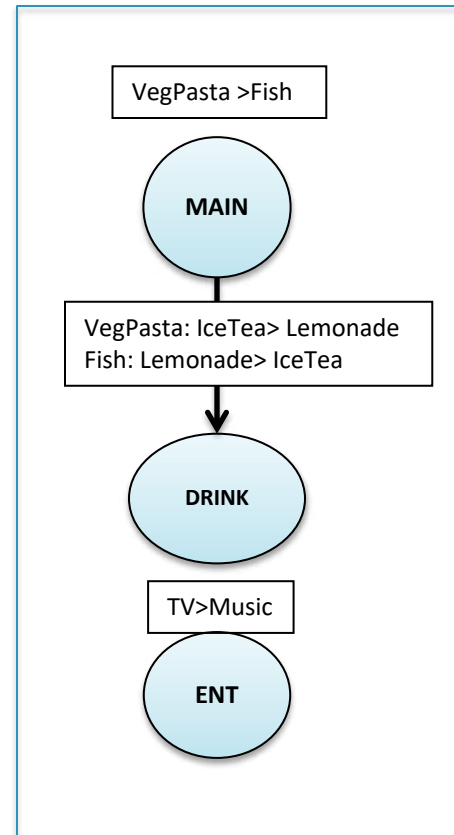 VegPasta >Fish
MAIN
VegPasta: IceTea> Lemonade
Fish: Lemonade> IceTea
DRINK
TV>Music
ENT